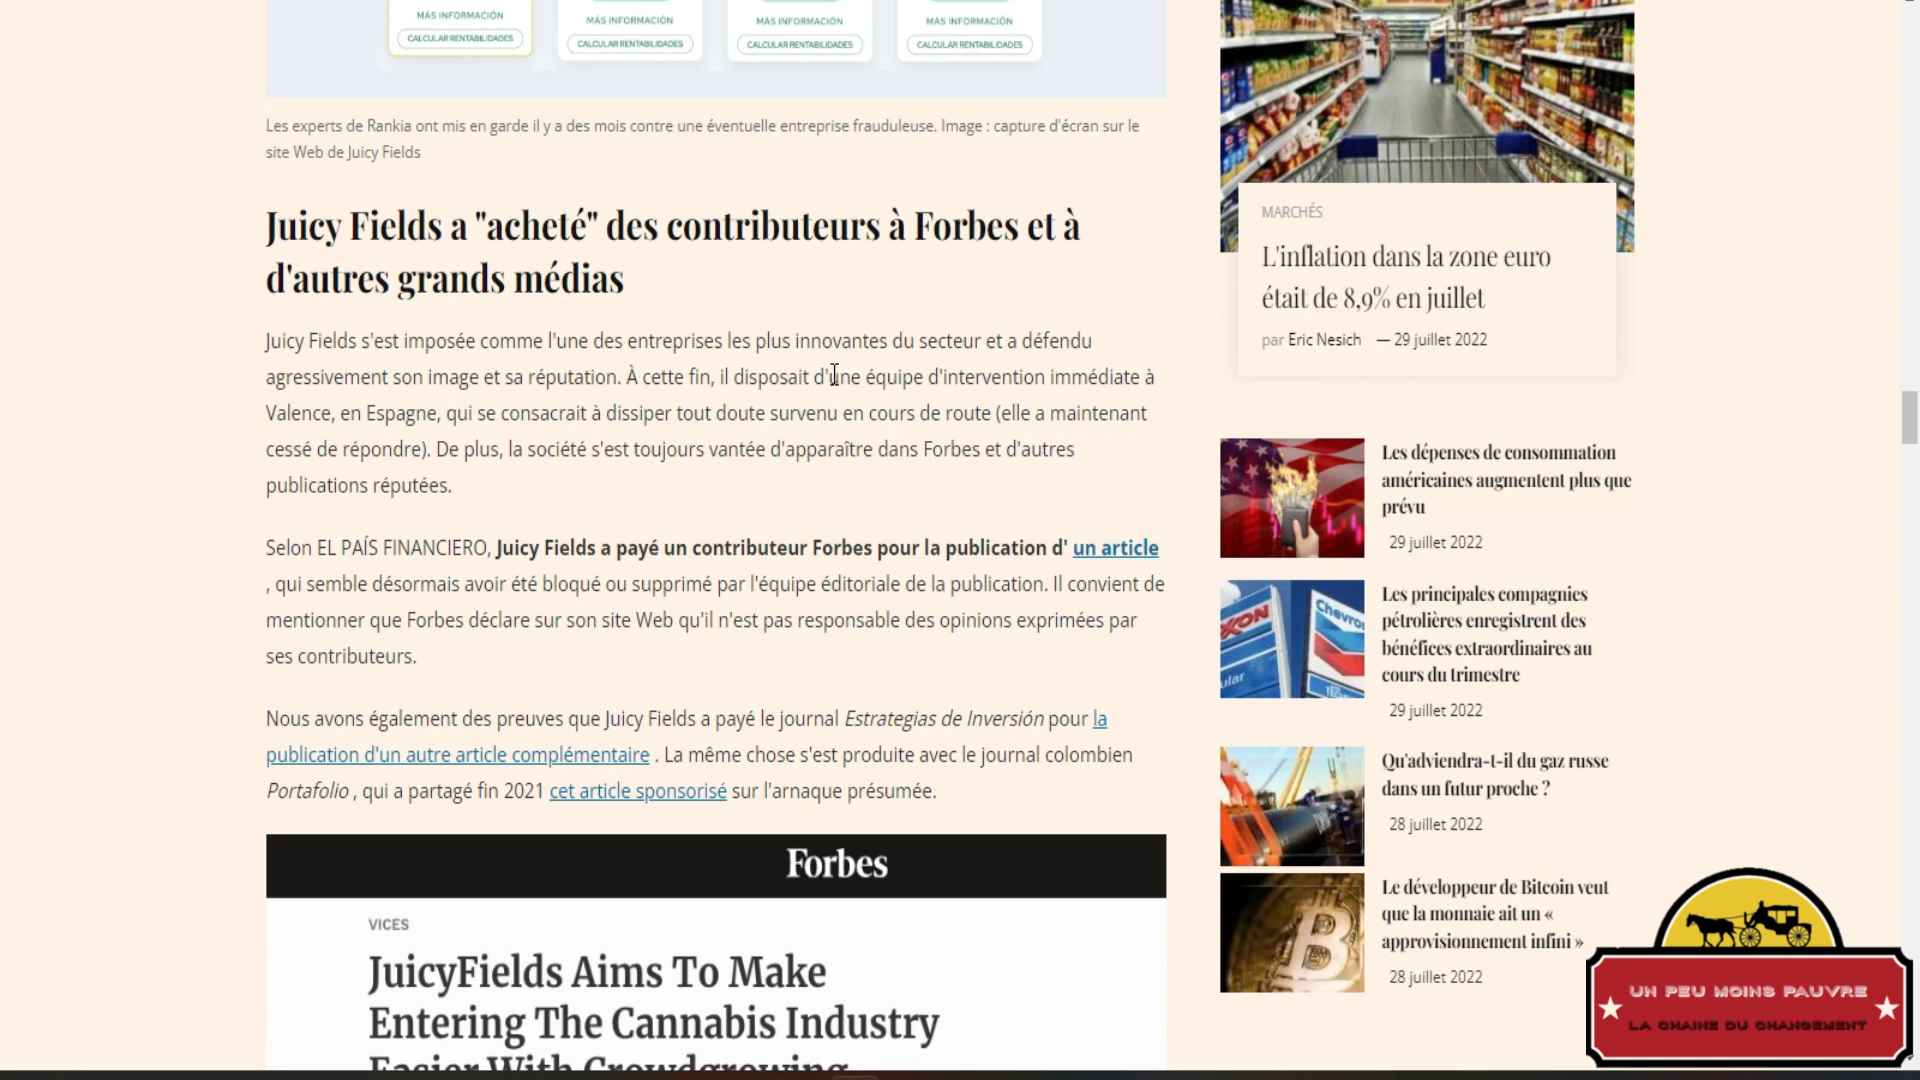 MÁS INFORMACIÓN
CALCULAR RENTABILIDADES
MÁS INFORMACIÓN
CALCULAR RENTABILIDADES
MÁS INFORMACIÓN
CALCULAR RENTABILIDADES
MÁS INFORMACIÓN
CALCULAR RENTABILIDADES
Les experts de Rankia ont mis en garde il y a des mois contre une éventuelle entreprise frauduleuse. Image : capture d'écran sur le
site Web de Juicy Fields
Juicy Fields a "acheté" des contributeurs à Forbes et à
d'autres grands médias
Juicy Fields s'est imposée comme l'une des entreprises les plus innovantes du secteur et a défendu
agressivement son image et sa réputation. À cette fin, il disposait d'une équipe d'intervention immédiate à
Valence, en Espagne, qui se consacrait à dissiper tout doute survenu en cours de route (elle a maintenant
cessé de répondre). De plus, la société s'est toujours vantée d'apparaître dans Forbes et d'autres
publications réputées.
Selon EL PAÍS FINANCIERO, Juicy Fields a payé un contributeur Forbes pour la publication d' un article
, qui semble désormais avoir été bloqué ou supprimé par l'équipe éditoriale de la publication. Il convient de
mentionner que Forbes déclare sur son site Web qu'il n'est pas responsable des opinions exprimées par
ses contributeurs.
Nous avons également des preuves que Juicy Fields a payé le journal Estrategias de Inversión pour la
publication d'un autre article complémentaire . La même chose s'est produite avec le journal colombien
Portafolio , qui a partagé fin 2021 cet article sponsorisé sur l'arnaque présumée.
Forbes
VICES
JuicyFields Aims To Make
Entering The Cannabis Industry
Easier With Crowdgrowing
MARCHÉS
L'inflation dans la zone euro
était de 8,9% en juillet
par Eric Nesich — 29 juillet 2022
Les dépenses de consommation
américaines augmentent plus que
prévu
29 juillet 2022
Chevro
XON
ular
TEC
Les principales compagnies
pétrolières enregistrent des
bénéfices extraordinaires au
cours du trimestre
29 juillet 2022
Qu'adviendra-t-il du gaz russe
dans un futur proche ?
28 juillet 2022
Le développeur de Bitcoin veut
que la monnaie ait un «
approvisionnement infini »
28 juillet 2022
UN PEU MOINS PAUVRE
LA CHAINE DU CHANGEMENT